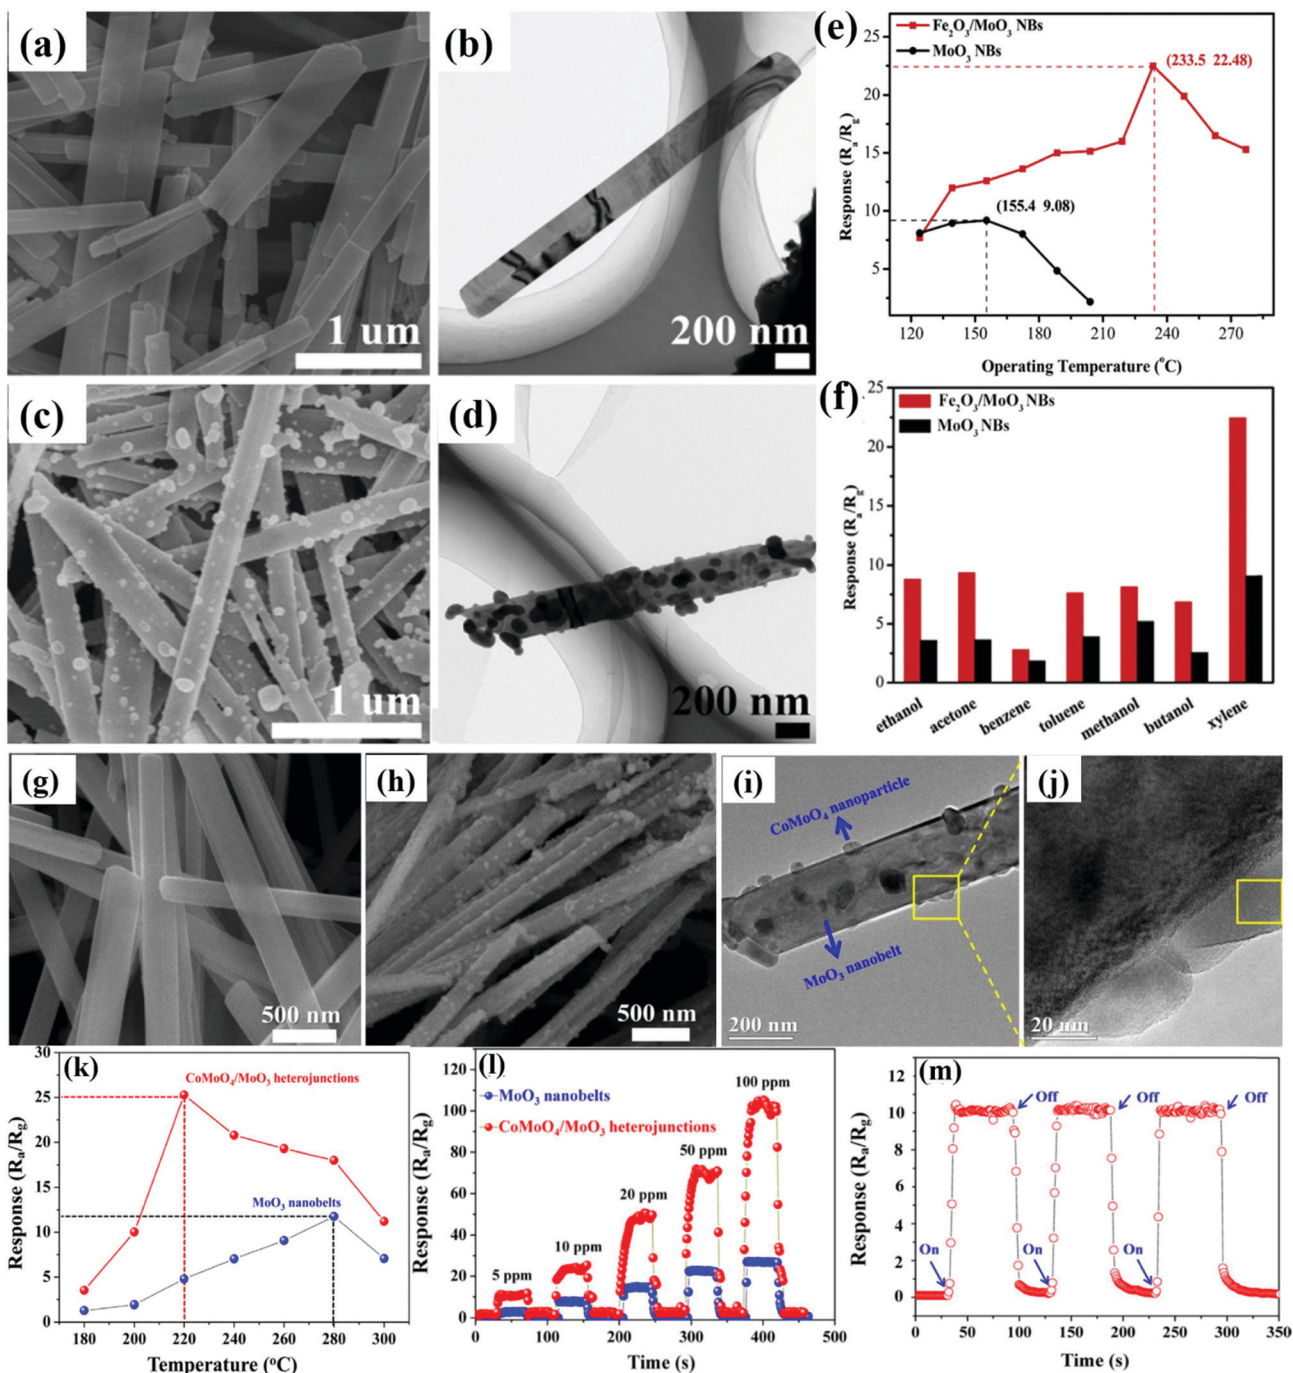 (a)
1 um
(b)
200 nm
(e)
Fe₂O₃/MoO₃ NBs
MoO₃ NBs
(233.5 22.48)
(155.4 9.08)
25
20
15
10
5
Response (Rₐ/R_g)
120 150 180 210 240 270
Operating Temperature (°C)
(c)
1 um
(d)
200 nm
(f)
Fe₂O₃/MoO₃ NBs
MoO₃ NBs
25
20
15
10
5
0
Response (Rₐ/R_g)
ethanol
acetone
benzene
toluene
methanol
butanol
xylene
(g)
500 nm
(h)
500 nm
(i)
CoMoO₄ nanoparticle
MoO₃ nanobelt
200 nm
(j)
20 nm
(k)
CoMoO₄/MoO₃ heterojunctions
MoO₃ nanobelts
30
25
20
15
10
5
0
Response (Rₐ/R_g)
180 200 220 240 260 280 300
Temperature (°C)
(l)
MoO₃ nanobelts
CoMoO₄/MoO₃ heterojunctions
5 ppm
10 ppm
20 ppm
50 ppm
100 ppm
120
100
80
60
40
20
0
Response (Rₐ/R_g)
0 100 200 300 400 500
Time (s)
(m)
Off
Off
Off
On
On
On
12
10
8
6
4
2
0
Response (Rₐ/R_g)
0 50 100 150 200 250 300 350
Time (s)